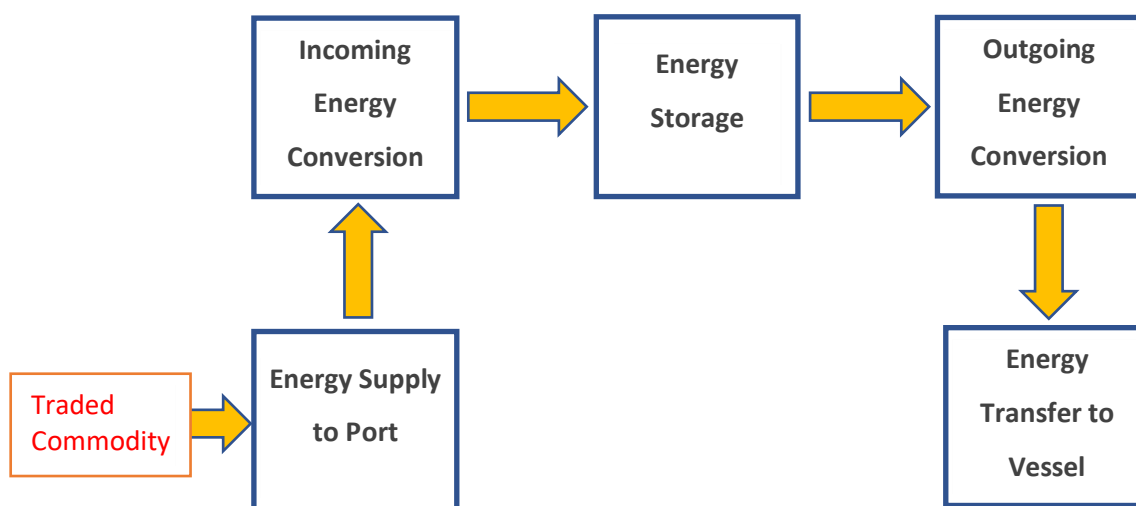 Incoming
Energy
Conversion
Energy
Storage
Outgoing
Energy
Conversion
Traded
Commodity
Energy Supply
to Port
Energy
Transfer to
Vessel